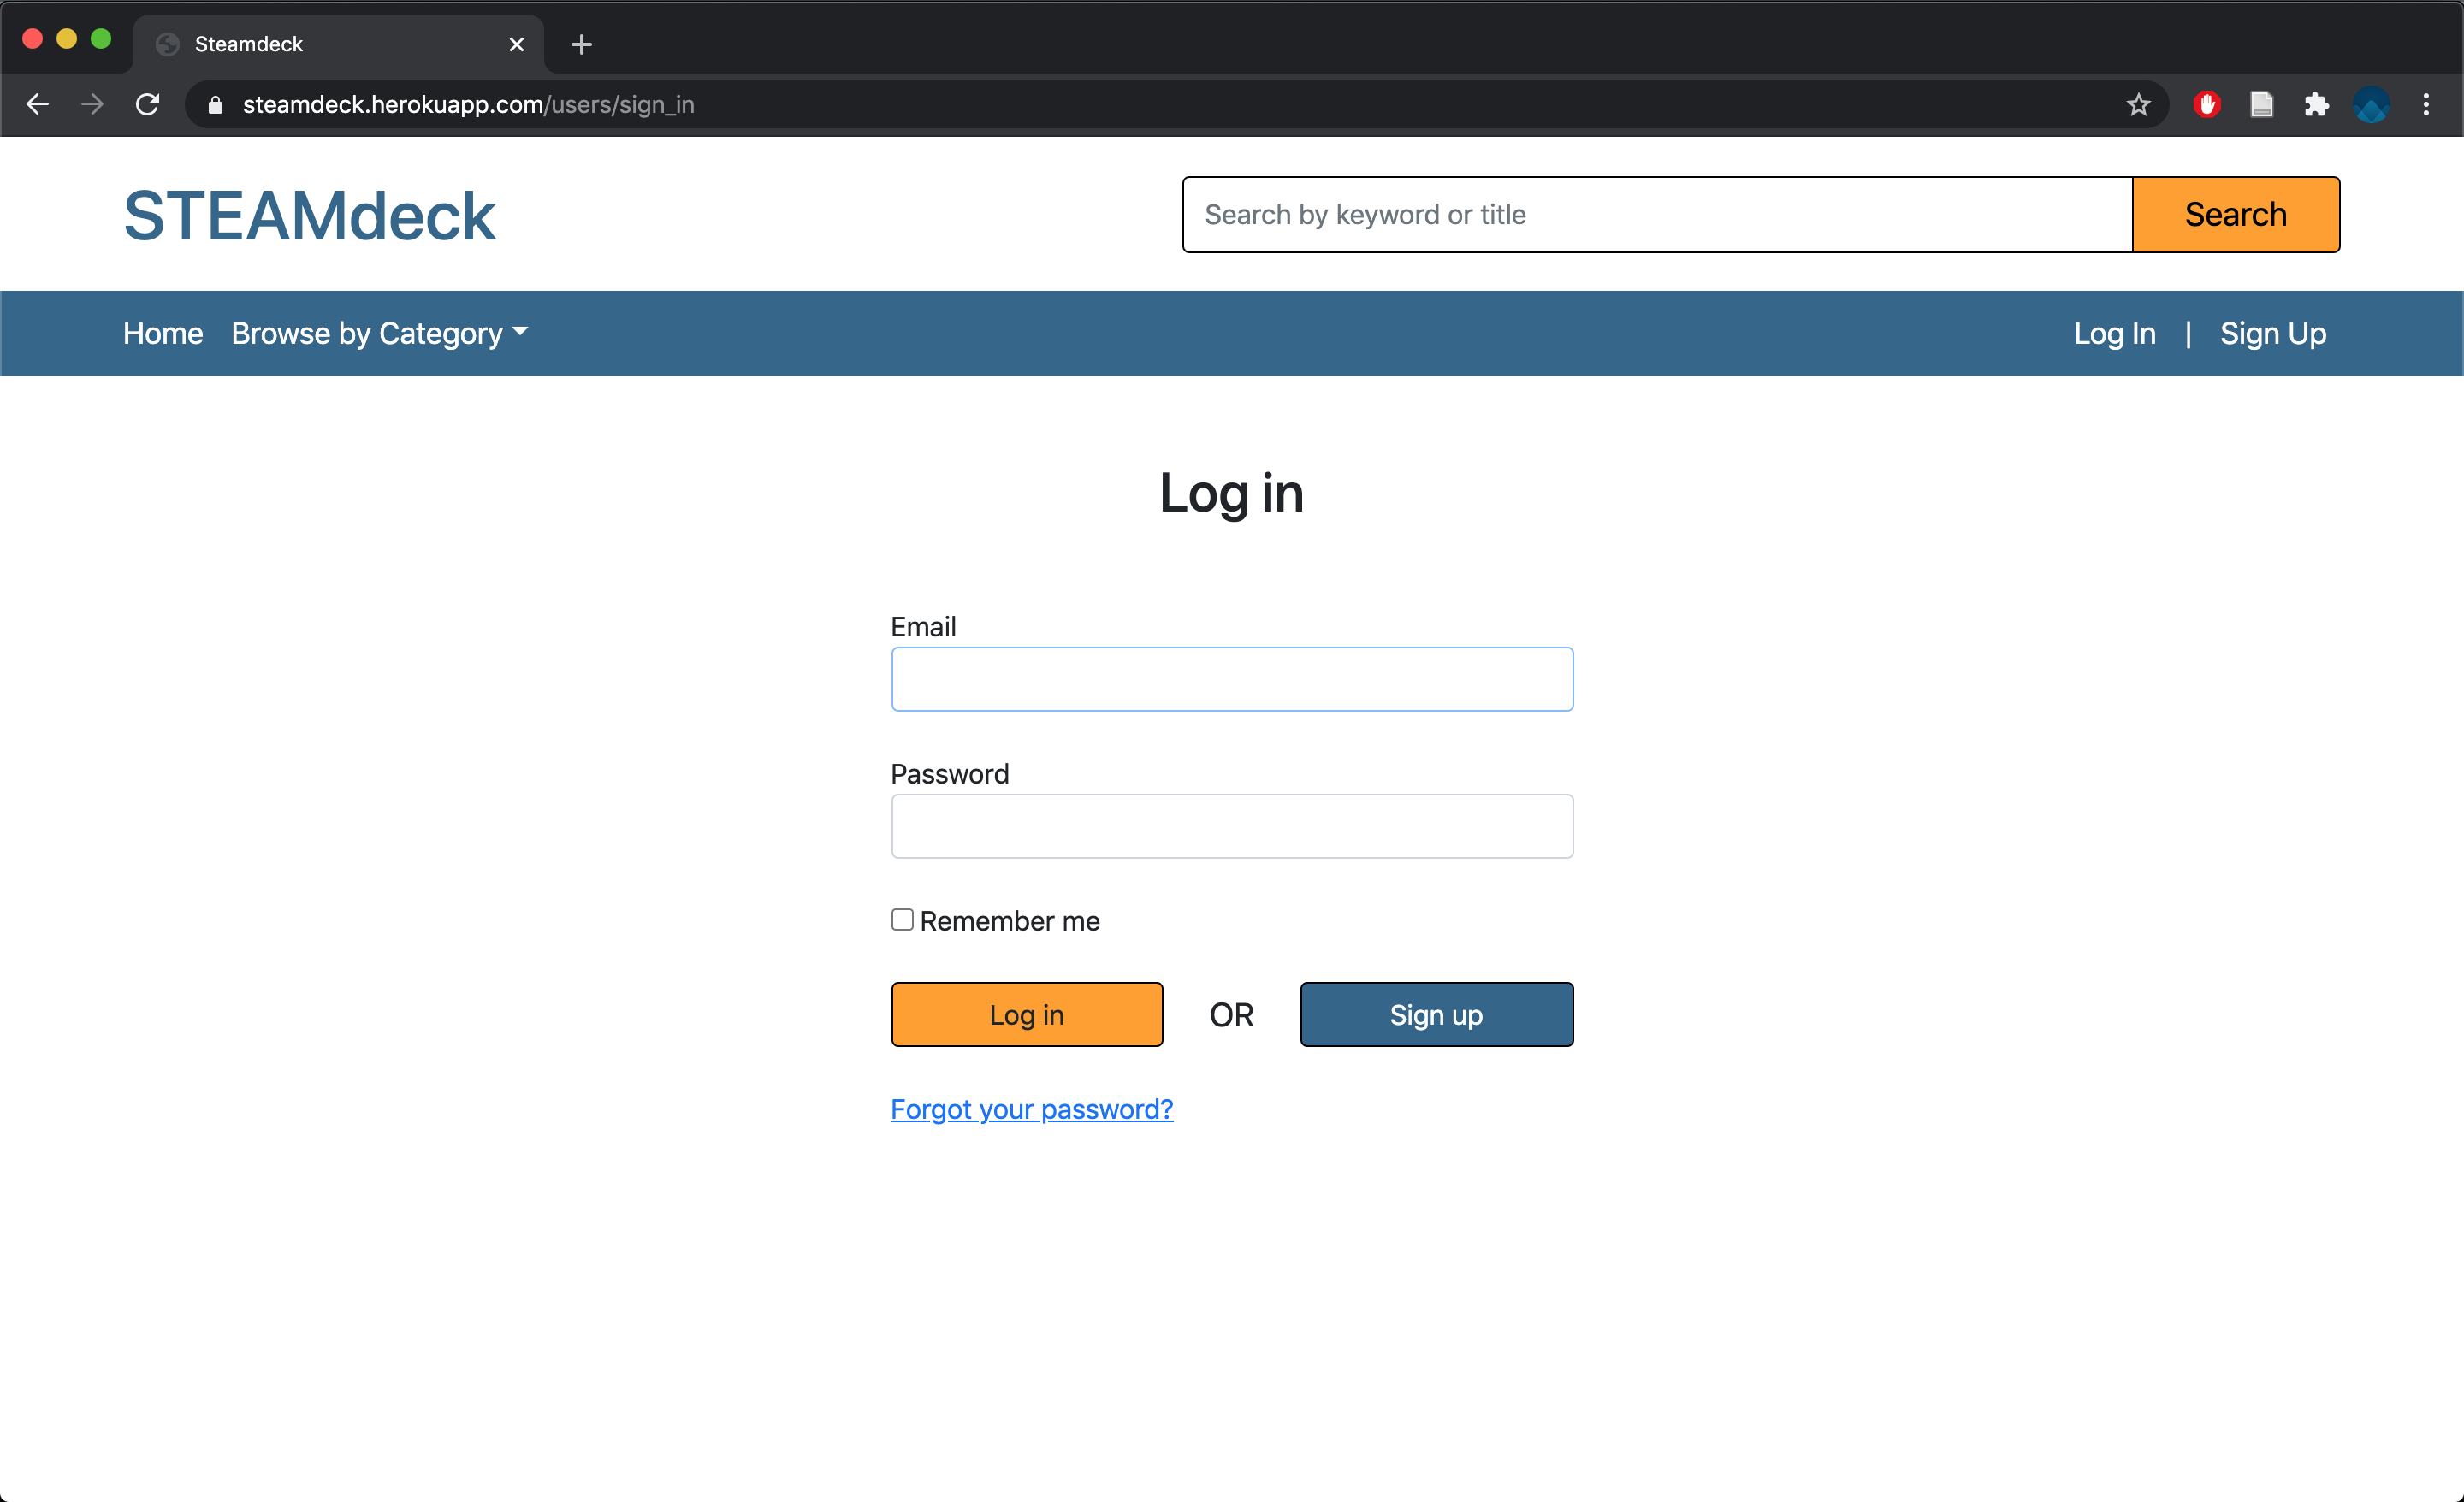 Steamdeck
steamdeck.herokuapp.com/users/sign_in
STEAMdeck
Search by keyword or title
Search
Home Browse by Category
Log In | Sign Up
Log in
Email
Password
Remember me
Log in OR Sign up
Forgot your password?